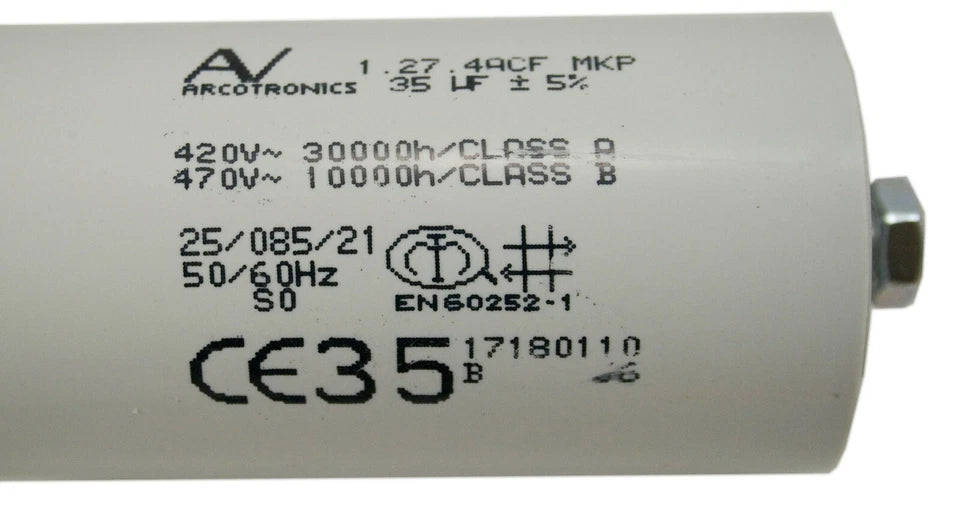 AV
ARCOTRONICS
1.27.4ACF MKP
35 µF ± 5%
420V~ 30000h/CLASS A
470V~ 10000h/CLASS B
25/085/21
50/60Hz
S0
EN60252-1
CE35
17180110
B